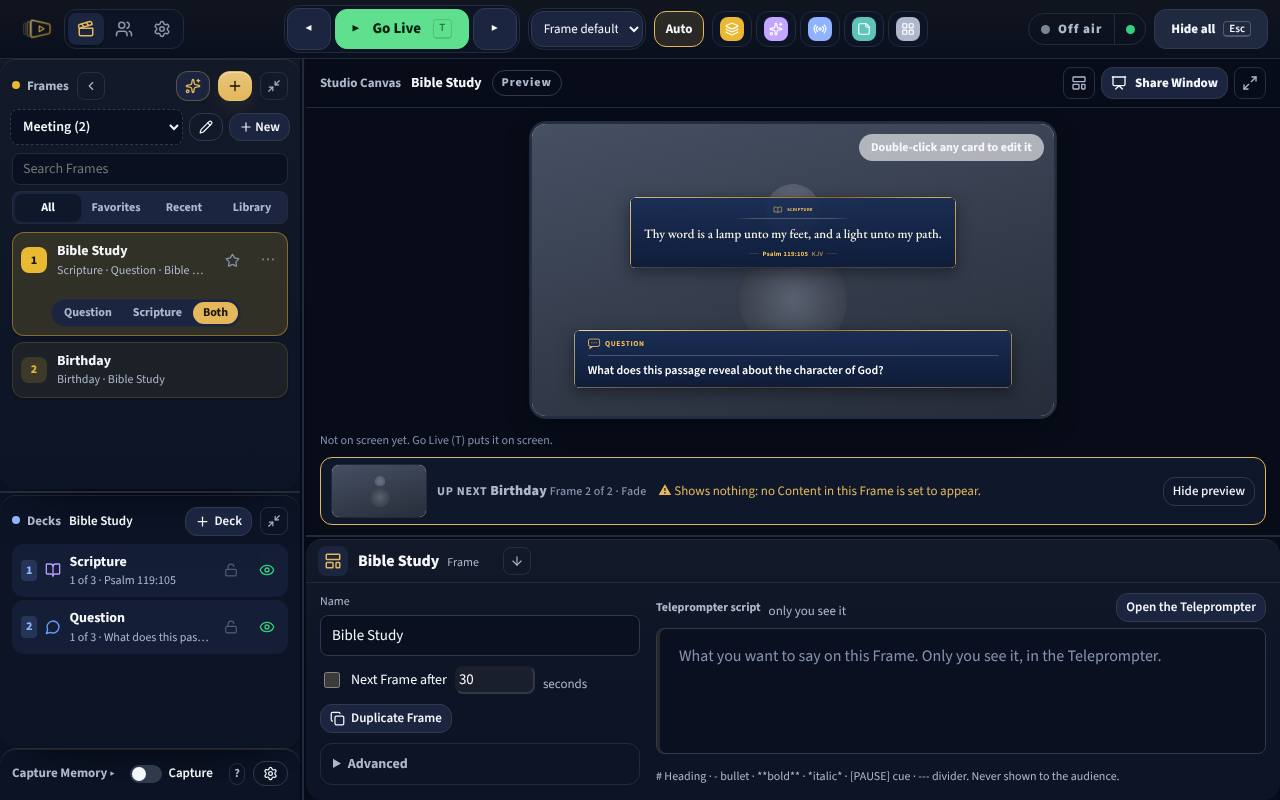 ◂ ▸ Go Live T ▸ Frame default Auto Off air Hide all Esc
Frames
Meeting (2) + New
Search Frames
All Favorites Recent Library
1 Bible Study
Scripture · Question · Bible …
Question Scripture Both
2 Birthday
Birthday · Bible Study
Decks Bible Study + Deck
1 Scripture
1 of 3 · Psalm 119:105
2 Question
1 of 3 · What does this pas…
Capture Memory ▸ Capture ?
Studio Canvas Bible Study Preview Share Window
Double-click any card to edit it
SCRIPTURE
Thy word is a lamp unto my feet, and a light unto my path.
Psalm 119:105 KJV
QUESTION
What does this passage reveal about the character of God?
Not on screen yet. Go Live (T) puts it on screen.
UP NEXT Birthday Frame 2 of 2 · Fade ⚠ Shows nothing: no Content in this Frame is set to appear. Hide preview
Bible Study Frame
Name
Bible Study
Next Frame after 30 seconds
Duplicate Frame
▶ Advanced
Teleprompter script only you see it Open the Teleprompter
What you want to say on this Frame. Only you see it, in the Teleprompter.
# Heading · - bullet · **bold** · *italic* · [PAUSE] cue · --- divider. Never shown to the audience.